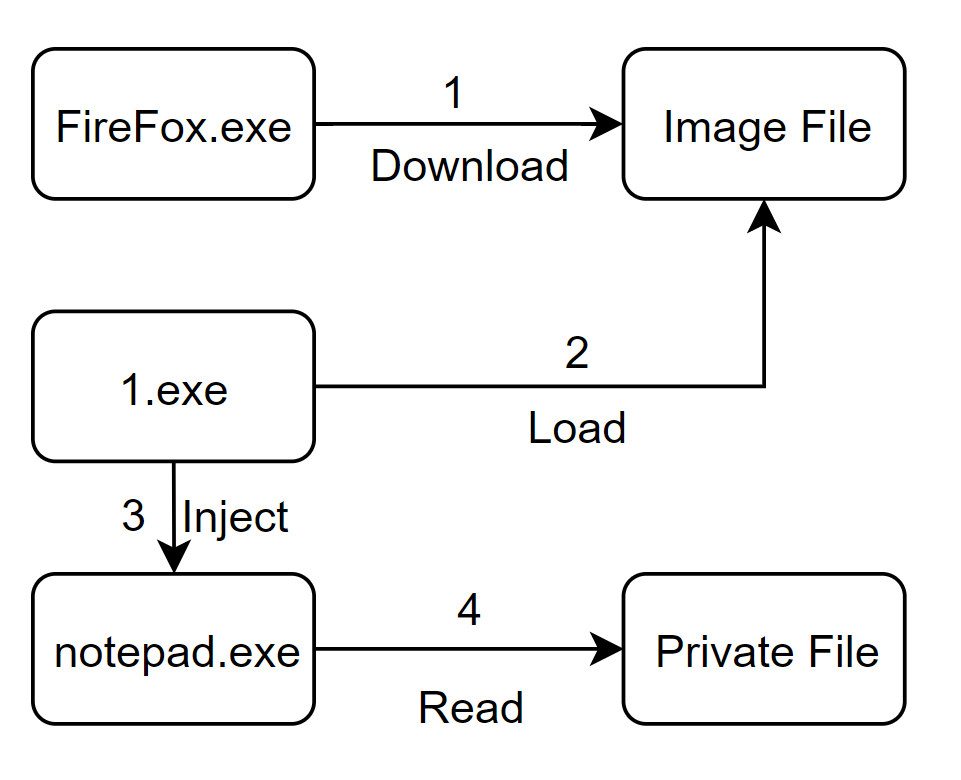 1
FireFox.exe
Image File
Download
2
1.exe
Load
3
Inject
4
notepad.exe
Private File
Read